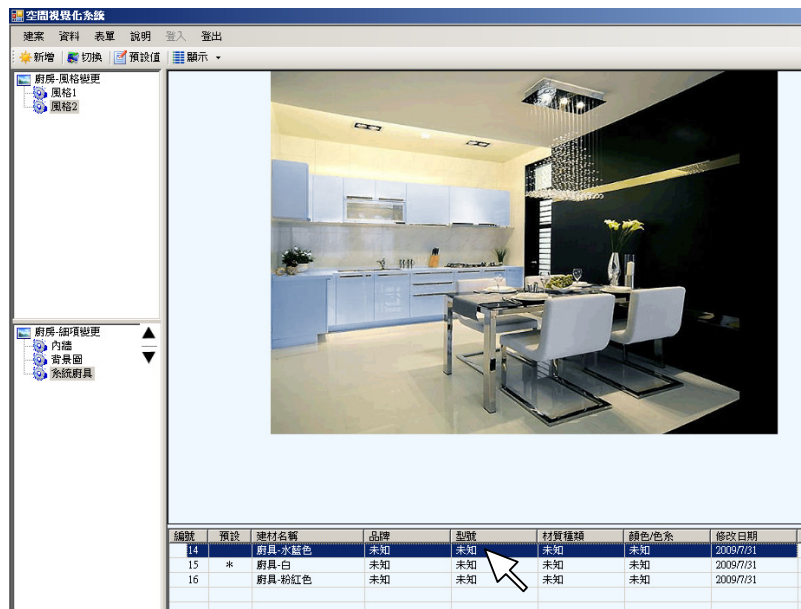 空間視覺化系統
建案 資料 表單 說明 登入 登出
新增 切換 預設值 顯示
廚房-風格變更
風格1
風格2
廚房-細項變更
內牆
背景圖
系統廚具
編號 預設 建材名稱 品牌 型號 材質種類 顏色/色系 修改日期
14 廚具-水藍色 未知 未知 未知 未知 2009/7/31
15 * 廚具-白 未知 未知 未知 未知 2009/7/31
16 廚具-粉紅色 未知 未知 未知 未知 2009/7/31